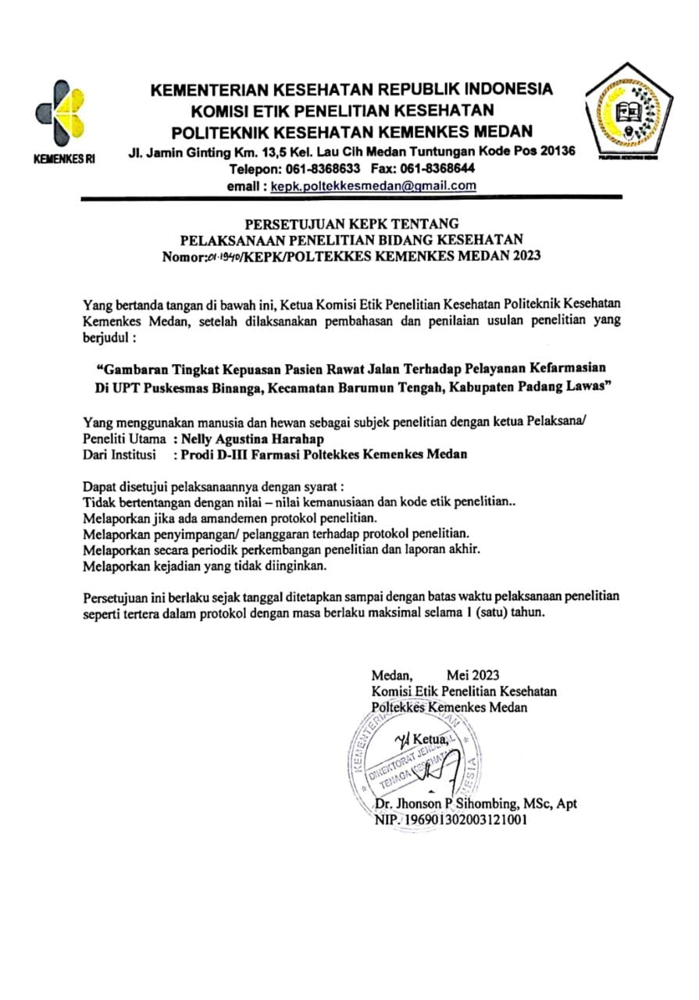 KEMENTERIAN KESEHATAN REPUBLIK INDONESIA
KOMISI ETIK PENELITIAN KESEHATAN
POLITEKNIK KESEHATAN KEMENKES MEDAN
Jl. Jamin Ginting Km. 13,5 Kel. Lau Cih Medan Tuntungan Kode Pos 20136
Telepon: 061-8368633 Fax: 061-8368644
email : kepk.poltekkesmedan@gmail.com
KEMENKES RI
PERSETUJUAN KEPK TENTANG
PELAKSANAAN PENELITIAN BIDANG KESEHATAN
Nomor:01.1940/KEPK/POLTEKKES KEMENKES MEDAN 2023
Yang bertanda tangan di bawah ini, Ketua Komisi Etik Penelitian Kesehatan Politeknik Kesehatan
Kemenkes Medan, setelah dilaksanakan pembahasan dan penilaian usulan penelitian yang
berjudul :
“Gambaran Tingkat Kepuasan Pasien Rawat Jalan Terhadap Pelayanan Kefarmasian
Di UPT Puskesmas Binanga, Kecamatan Barumun Tengah, Kabupaten Padang Lawas”
Yang menggunakan manusia dan hewan sebagai subjek penelitian dengan ketua Pelaksana/
Peneliti Utama : Nelly Agustina Harahap
Dari Institusi : Prodi D-III Farmasi Poltekkes Kemenkes Medan
Dapat disetujui pelaksanaannya dengan syarat :
Tidak bertentangan dengan nilai – nilai kemanusiaan dan kode etik penelitian..
Melaporkan jika ada amandemen protokol penelitian.
Melaporkan penyimpangan/ pelanggaran terhadap protokol penelitian.
Melaporkan secara periodik perkembangan penelitian dan laporan akhir.
Melaporkan kejadian yang tidak diinginkan.
Persetujuan ini berlaku sejak tanggal ditetapkan sampai dengan batas waktu pelaksanaan penelitian
seperti tertera dalam protokol dengan masa berlaku maksimal selama 1 (satu) tahun.
Medan, Mei 2023
Komisi Etik Penelitian Kesehatan
Poltekkes Kemenkes Medan
Ketua,
DIREKTORAT JENDERAL
TENAGA KESEHATAN
Dr. Jhonson P Sihombing, MSc, Apt
NIP. 196901302003121001